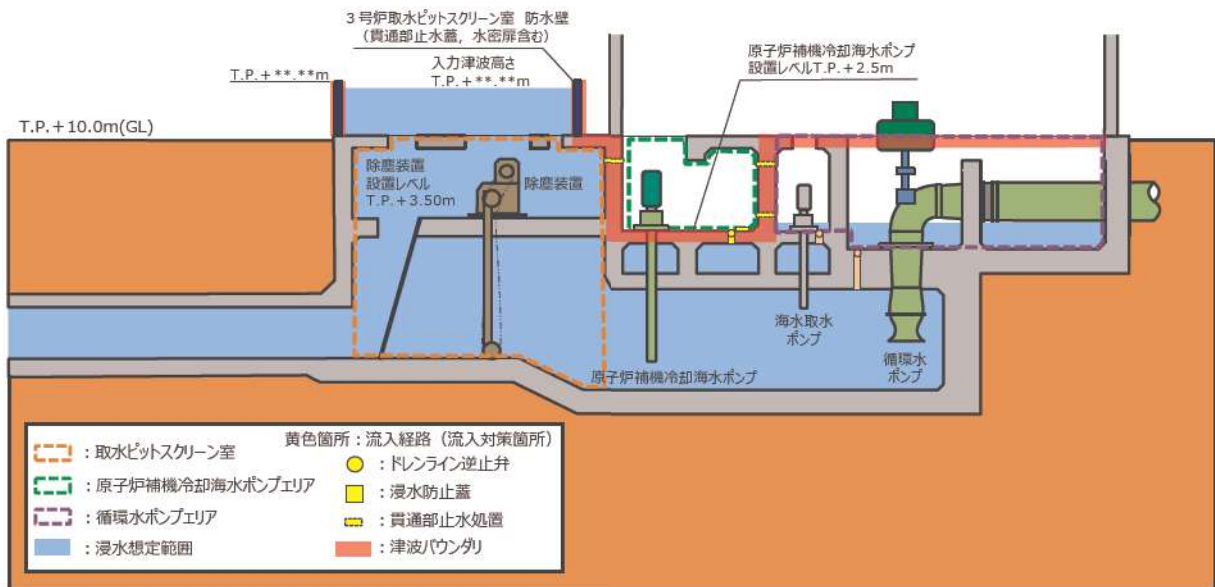 3号炉取水ピットスクリーン室 防水壁
(貫通部止水蓋,水密扉含む)
入力津波高さ
T.P.+**.**m
T.P.+**.**m
T.P.+10.0m(GL)
原子炉補機冷却海水ポンプ
設置レベルT.P.+2.5m
除塵装置
設置レベル
T.P.+3.50m
除塵装置
海水取水
ポンプ
循環水
ポンプ
原子炉補機冷却海水ポンプ
:取水ピットスクリーン室
:原子炉補機冷却海水ポンプエリア
:循環水ポンプエリア
:浸水想定範囲
黄色箇所:流入経路(流入対策箇所)
:ドレンライン逆止弁
:浸水防止蓋
:貫通部止水処置
:津波バウンダリ